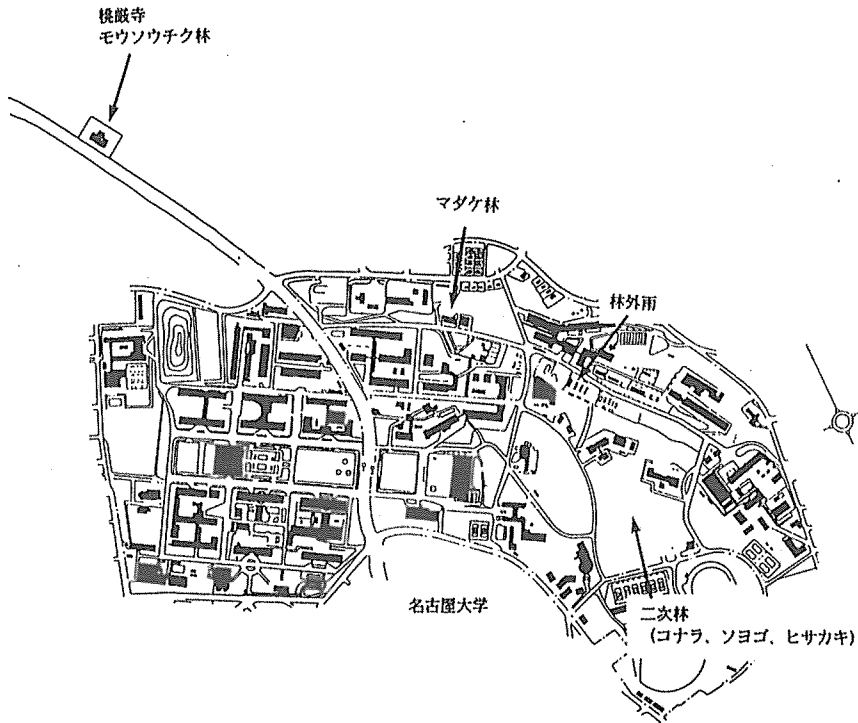 桃厳寺
モウソウチク林
マダケ林
林外雨
名古屋大学
二次林
(コナラ、ソヨゴ、ヒサカキ)